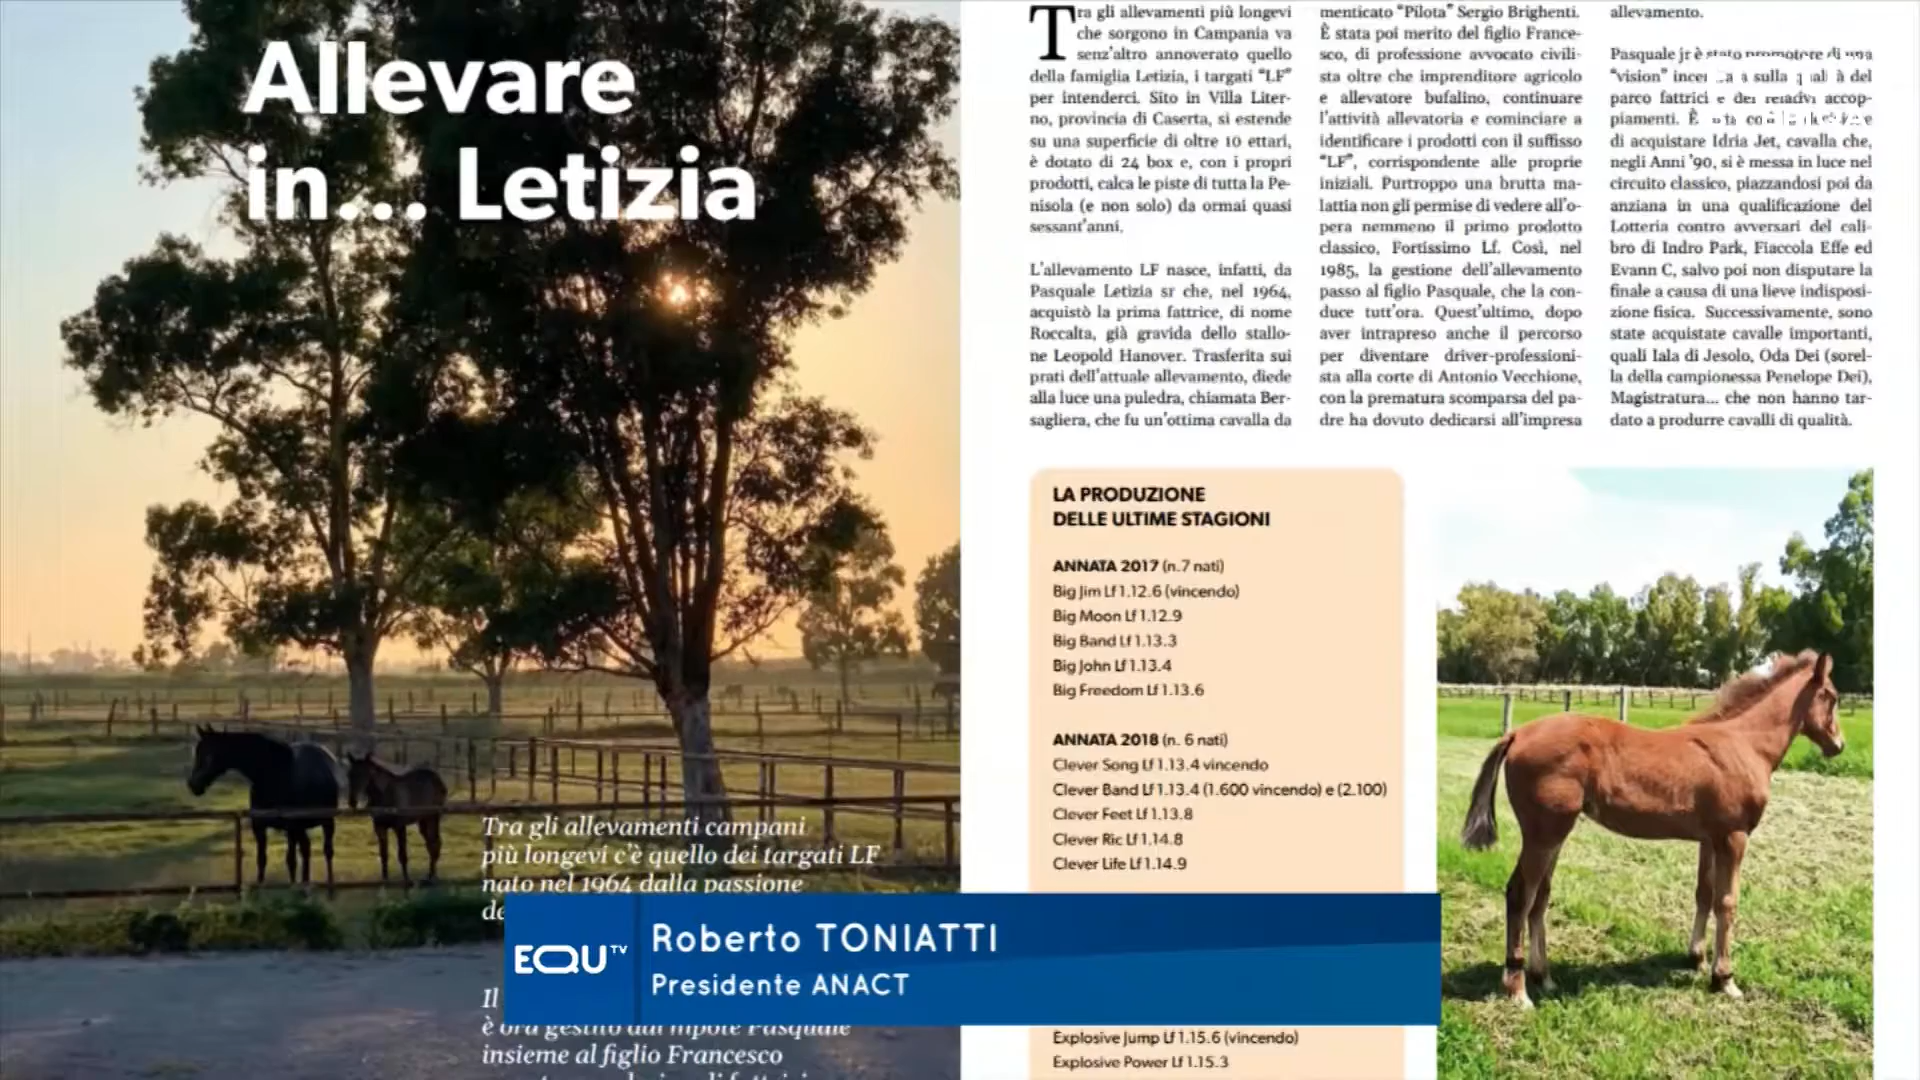 Allevare
in... Letizia
Tra gli allevamenti campani
più longevi c'è quello dei targati LF
nato nel 1964 dalla passione
Il
è ora gestito dal nipote Pasquale
insieme al figlio Francesco
Tra gli allevamenti più longevi
che sorgono in Campania va
senz'altro annoverato quello
della famiglia Letizia, i targati "LF"
per intenderci. Sito in Villa Liter-
no, provincia di Caserta, si estende
su una superficie di oltre 10 ettari,
è dotato di 24 box e, con i propri
prodotti, calca le piste di tutta la Pe-
nisola (e non solo) da ormai quasi
sessant'anni.
L'allevamento LF nasce, infatti, da
Pasquale Letizia sr che, nel 1964,
acquistò la prima fattrice, di nome
Roccalta, già gravida dello stallo-
ne Leopold Hanover. Trasferita sui
prati dell'attuale allevamento, diede
alla luce una puledra, chiamata Ber-
sagliera, che fu un'ottima cavalla da
menticato "Pilota" Sergio Brighenti.
È stata poi merito del figlio France-
sco, di professione avvocato civili-
sta oltre che imprenditore agricolo
e allevatore bufalino, continuare
l'attività allevatoria e cominciare a
identificare i prodotti con il suffisso
"LF", corrispondente alle proprie
iniziali. Purtroppo una brutta ma-
lattia non gli permise di vedere all'o-
pera nemmeno il primo prodotto
classico, Fortissimo Lf. Così, nel
1985, la gestione dell'allevamento
passo al figlio Pasquale, che la con-
duce tutt'ora. Quest'ultimo, dopo
aver intrapreso anche il percorso
per diventare driver-professioni-
sta alla corte di Antonio Vecchione,
con la prematura scomparsa del pa-
dre ha dovuto dedicarsi all'impresa
allevamento.
Pasquale jr è stato promotore di una
"vision" sulla del
parco fattrici e dei relativi accop-
piamenti. È
di acquistare Idria Jet, cavalla che,
negli Anni '90, si è messa in luce nel
circuito classico, piazzandosi poi da
anziana in una qualificazione del
Lotteria contro avversari del cali-
bro di Indro Park, Fiaccola Effe ed
Evann C, salvo poi non disputare la
finale a causa di una lieve indisposi-
zione fisica. Successivamente, sono
state acquistate cavalle importanti,
quali Iala di Jesolo, Oda Dei (sorel-
la della campionessa Penelope Dei),
Magistratura... che non hanno tar-
dato a produrre cavalli di qualità.
LA PRODUZIONE
DELLE ULTIME STAGIONI
ANNATA 2017 (n.7 nati)
Big Jim Lf 1.12.6 (vincendo)
Big Moon Lf 1.12.9
Big Band Lf 1.13.3
Big John Lf 1.13.4
Big Freedom Lf 1.13.6
ANNATA 2018 (n. 6 nati)
Clever Song Lf 1.13.4 vincendo
Clever Band Lf 1.13.4 (1.600 vincendo) e (2.100)
Clever Feet Lf 1.13.8
Clever Ric Lf 1.14.8
Clever Life Lf 1.14.9
Explosive Jump Lf 1.15.6 (vincendo)
Explosive Power Lf 1.15.3
EQUTV
Roberto TONIATTI
Presidente ANACT